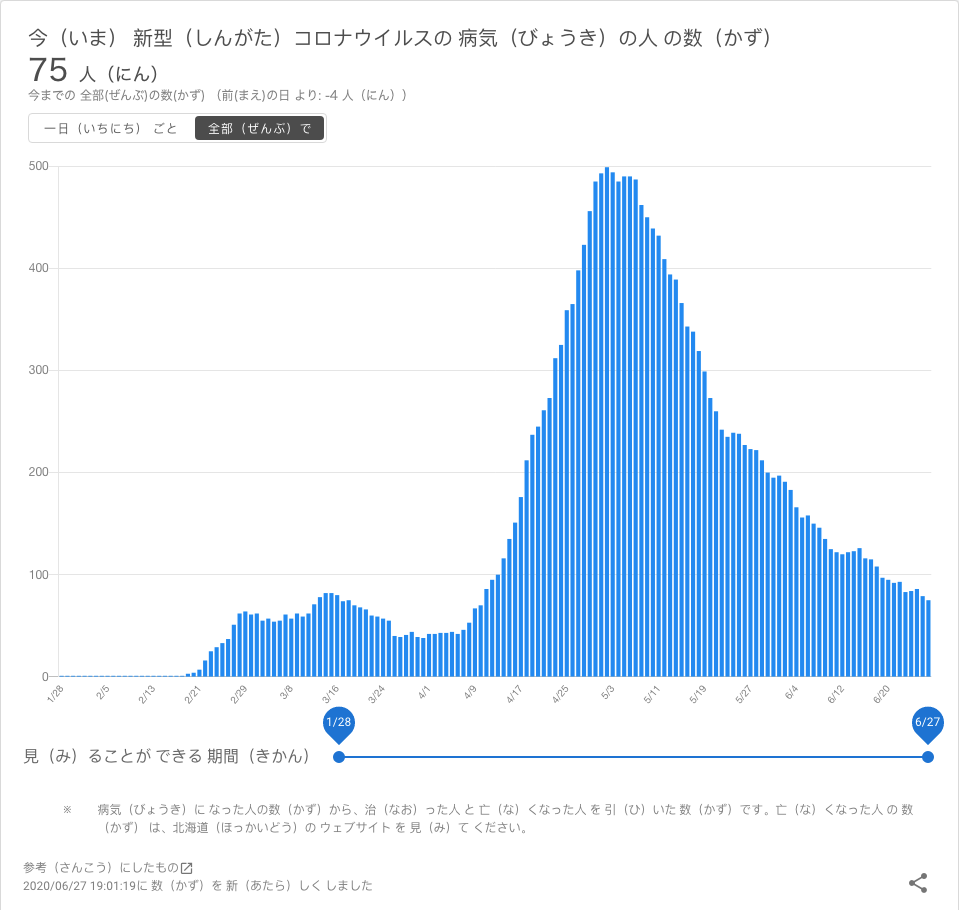 今（いま） 新型（しんがた）コロナウイルスの 病気（びょうき）の人 の数（かず）
75 人（にん）
今までの 全部(ぜんぶ)の数(かず) （前(まえ)の日 より: -4 人（にん））
一日（いちにち） ごと 全部（ぜんぶ）で
500
400
300
200
100
0
1/28 2/5 2/13 2/21 2/29 3/8 3/16 3/24 4/1 4/9 4/17 4/25 5/3 5/11 5/19 5/27 6/4 6/12 6/20
1/28 6/27
見（み）ることが できる 期間（きかん）
※ 病気（びょうき）に なった人の数（かず）から、治（なお）った人 と 亡（な）くなった人 を 引（ひ）いた 数（かず）です。亡（な）くなった人 の 数
（かず） は、北海道（ほっかいどう）の ウェブサイト を 見（み）て ください。
参考（さんこう）にしたもの
2020/06/27 19:01:19に 数（かず）を 新（あたら）しく しました